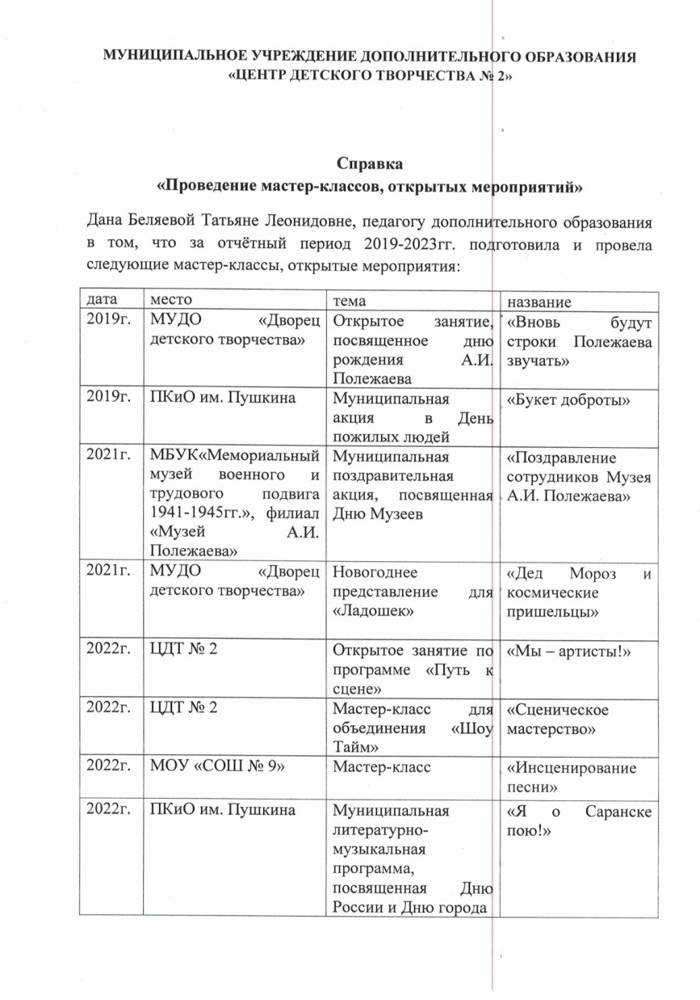 МУНИЦИПАЛЬНОЕ УЧРЕЖДЕНИЕ ДОПОЛНИТЕЛЬНОГО ОБРАЗОВАНИЯ
«ЦЕНТР ДЕТСКОГО ТВОРЧЕСТВА № 2»
Справка
«Проведение мастер-классов, открытых мероприятий»
Дана Беляевой Татьяне Леонидовне, педагогу дополнительного образования
в том, что за отчётный период 2019-2023гг. подготовила и провела
следующие мастер-классы, открытые мероприятия:
дата место тема название
2019г. МУДО «Дворец Открытое занятие, «Вновь будут
детского творчества» посвященное дню строки Полежаева
рождения А.И. звучать»
Полежаева
2019г. ПКиО им. Пушкина Муниципальная «Букет доброты»
акция в День
пожилых людей
2021г. МБУК«Мемориальный Муниципальная «Поздравление
музей военного и поздравительная сотрудников Музея
трудового подвига акция, посвященная А.И. Полежаева»
1941-1945гг.», филиал Дню Музеев
«Музей А.И.
Полежаева»
2021г. МУДО «Дворец Новогоднее «Дед Мороз и
детского творчества» представление для космические
«Ладошек» пришельцы»
2022г. ЦДТ № 2 Открытое занятие по «Мы – артисты!»
программе «Путь к
сцене»
2022г. ЦДТ № 2 Мастер-класс для «Сценическое
объединения «Шоу мастерство»
Тайм»
2022г. МОУ «СОШ № 9» Мастер-класс «Инсценирование
песни»
2022г. ПКиО им. Пушкина Муниципальная «Я о Саранске
литературно- пою!»
музыкальная
программа,
посвященная Дню
России и Дню города